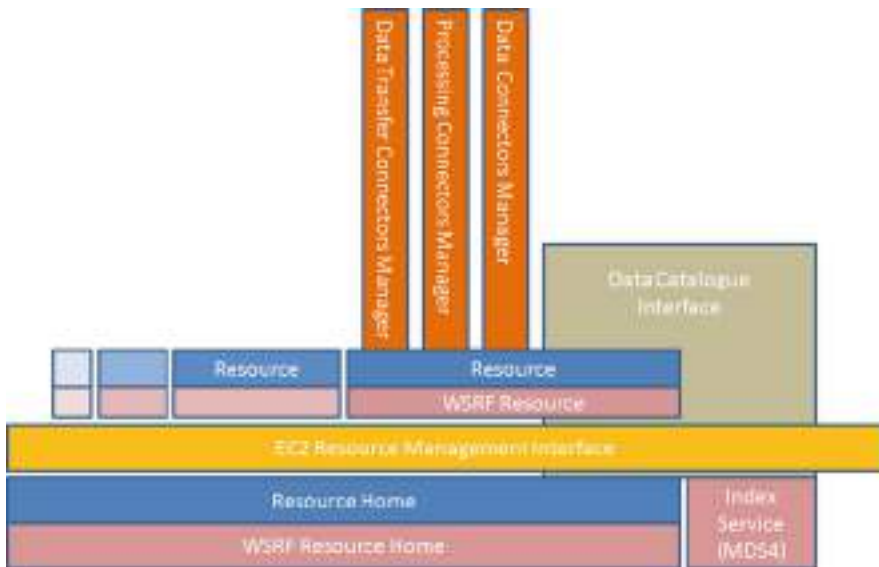 Data Transfer Connectors Manager
Processing Connectors Manager
Data Connectors Manager
Data Catalogue
Interface
Resource
Resource
WSRF Resource
EC2 Resource Management Interface
Resource Home
WSRF Resource Home
Index
Service
(MDS4)